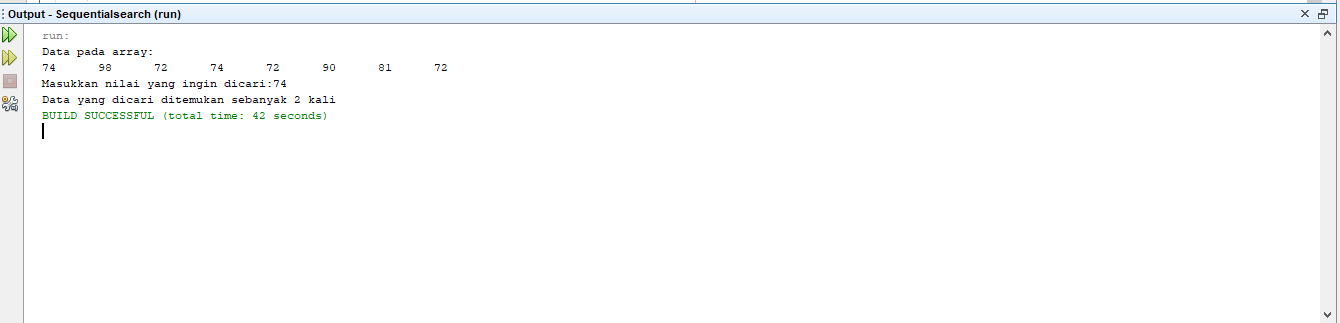 Output - Sequentialsearch (run)
run:
Data pada array:
74 98 72 74 72 90 81 72
Masukkan nilai yang ingin dicari:74
Data yang dicari ditemukan sebanyak 2 kali
BUILD SUCCESSFUL (total time: 42 seconds)